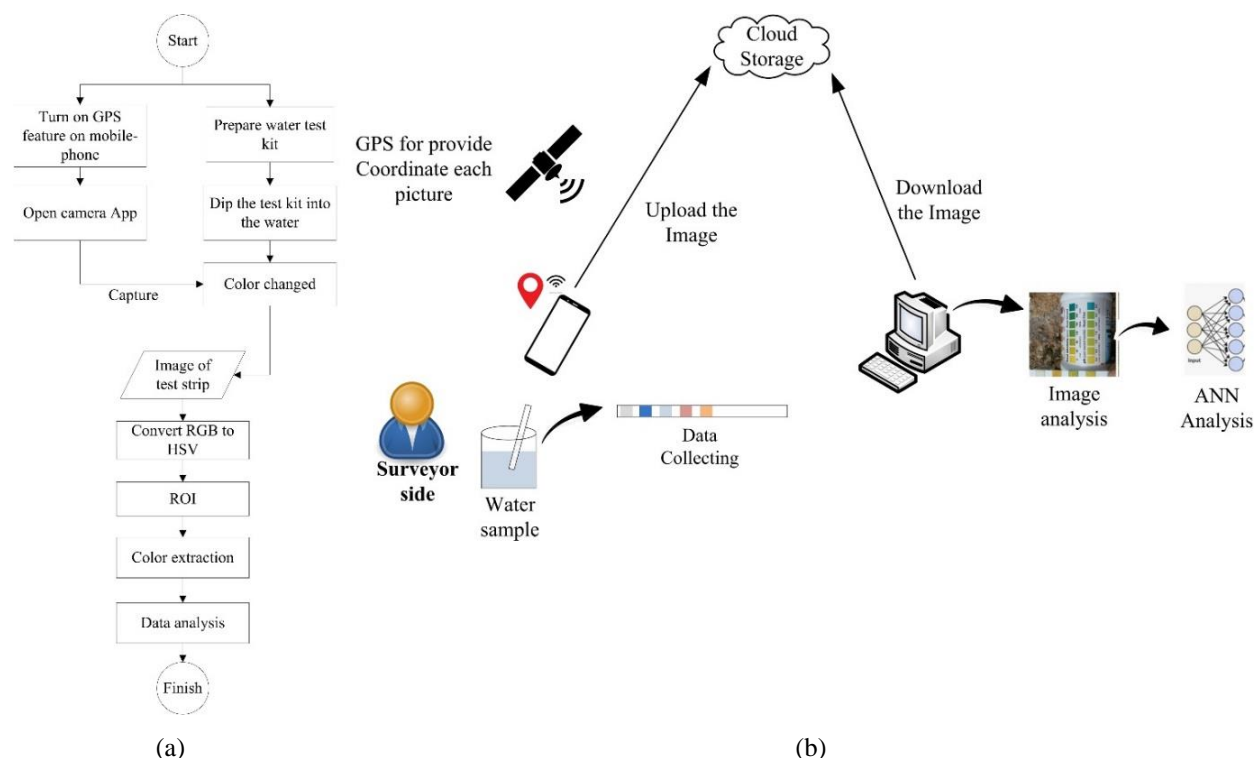 Start
Turn on GPS
feature on mobile-
phone
Prepare water test
kit
Open camera App
Dip the test kit into
the water
Capture
Color changed
Image of
test strip
Convert RGB to
HSV
ROI
Color extraction
Data analysis
Finish
(a)
Cloud
Storage
GPS for provide
Coordinate each
picture
Upload the
Image
Download
the Image
Surveyor
side
Water
sample
Data
Collecting
Image
analysis
Input
ANN
Analysis
(b)